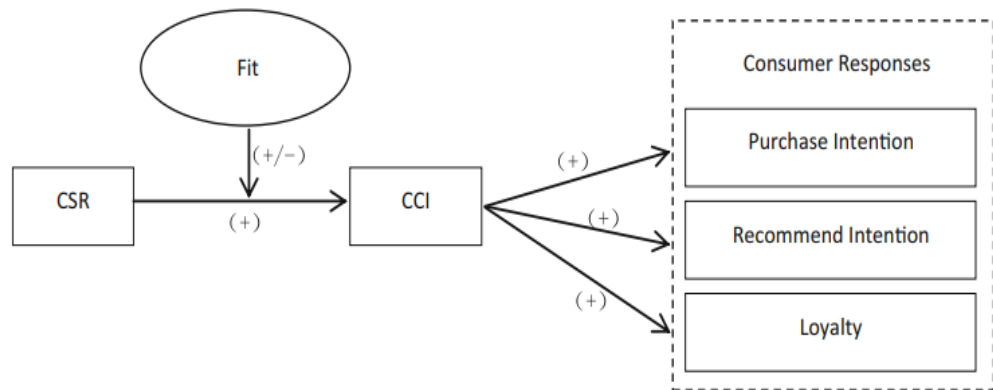 Fit
Consumer Responses
(+/-)
Purchase Intention
(+)
CSR
(+)
CCI
(+)
Recommend Intention
(+)
Loyalty